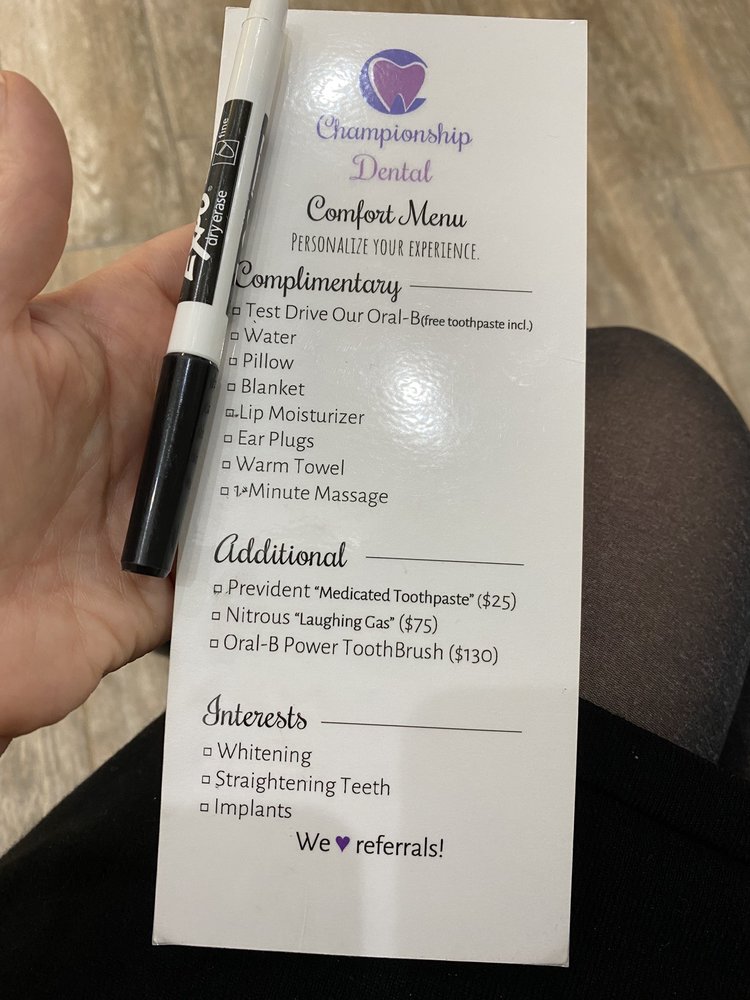 EXPO®
dry erase
fine
Championship
Dental
Comfort Menu
PERSONALIZE YOUR EXPERIENCE.
Complimentary
Test Drive Our Oral-B(free toothpaste incl.)
Water
Pillow
Blanket
Lip Moisturizer
Ear Plugs
Warm Towel
Minute Massage
Additional
Prevident “Medicated Toothpaste” ($25)
Nitrous “Laughing Gas” ($75)
Oral-B Power ToothBrush ($130)
Interests
Whitening
Straightening Teeth
Implants
We ♥ referrals!